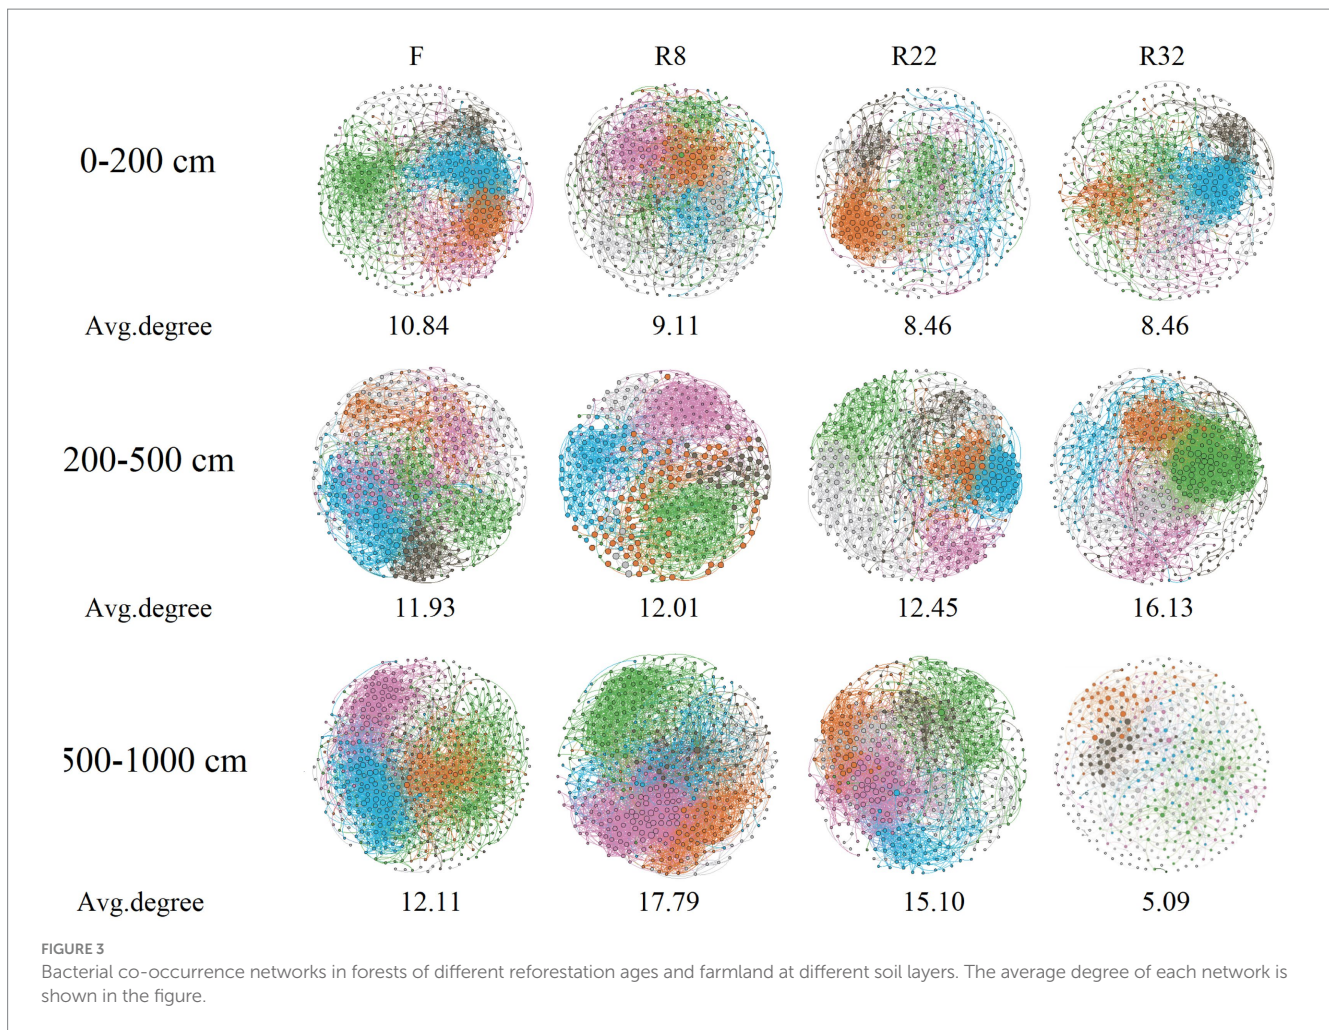 F R8 R22 R32
0-200 cm
Avg.degree 10.84 9.11 8.46 8.46
200-500 cm
Avg.degree 11.93 12.01 12.45 16.13
500-1000 cm
Avg.degree 12.11 17.79 15.10 5.09
FIGURE 3
Bacterial co-occurrence networks in forests of different reforestation ages and farmland at different soil layers. The average degree of each network is
shown in the figure.